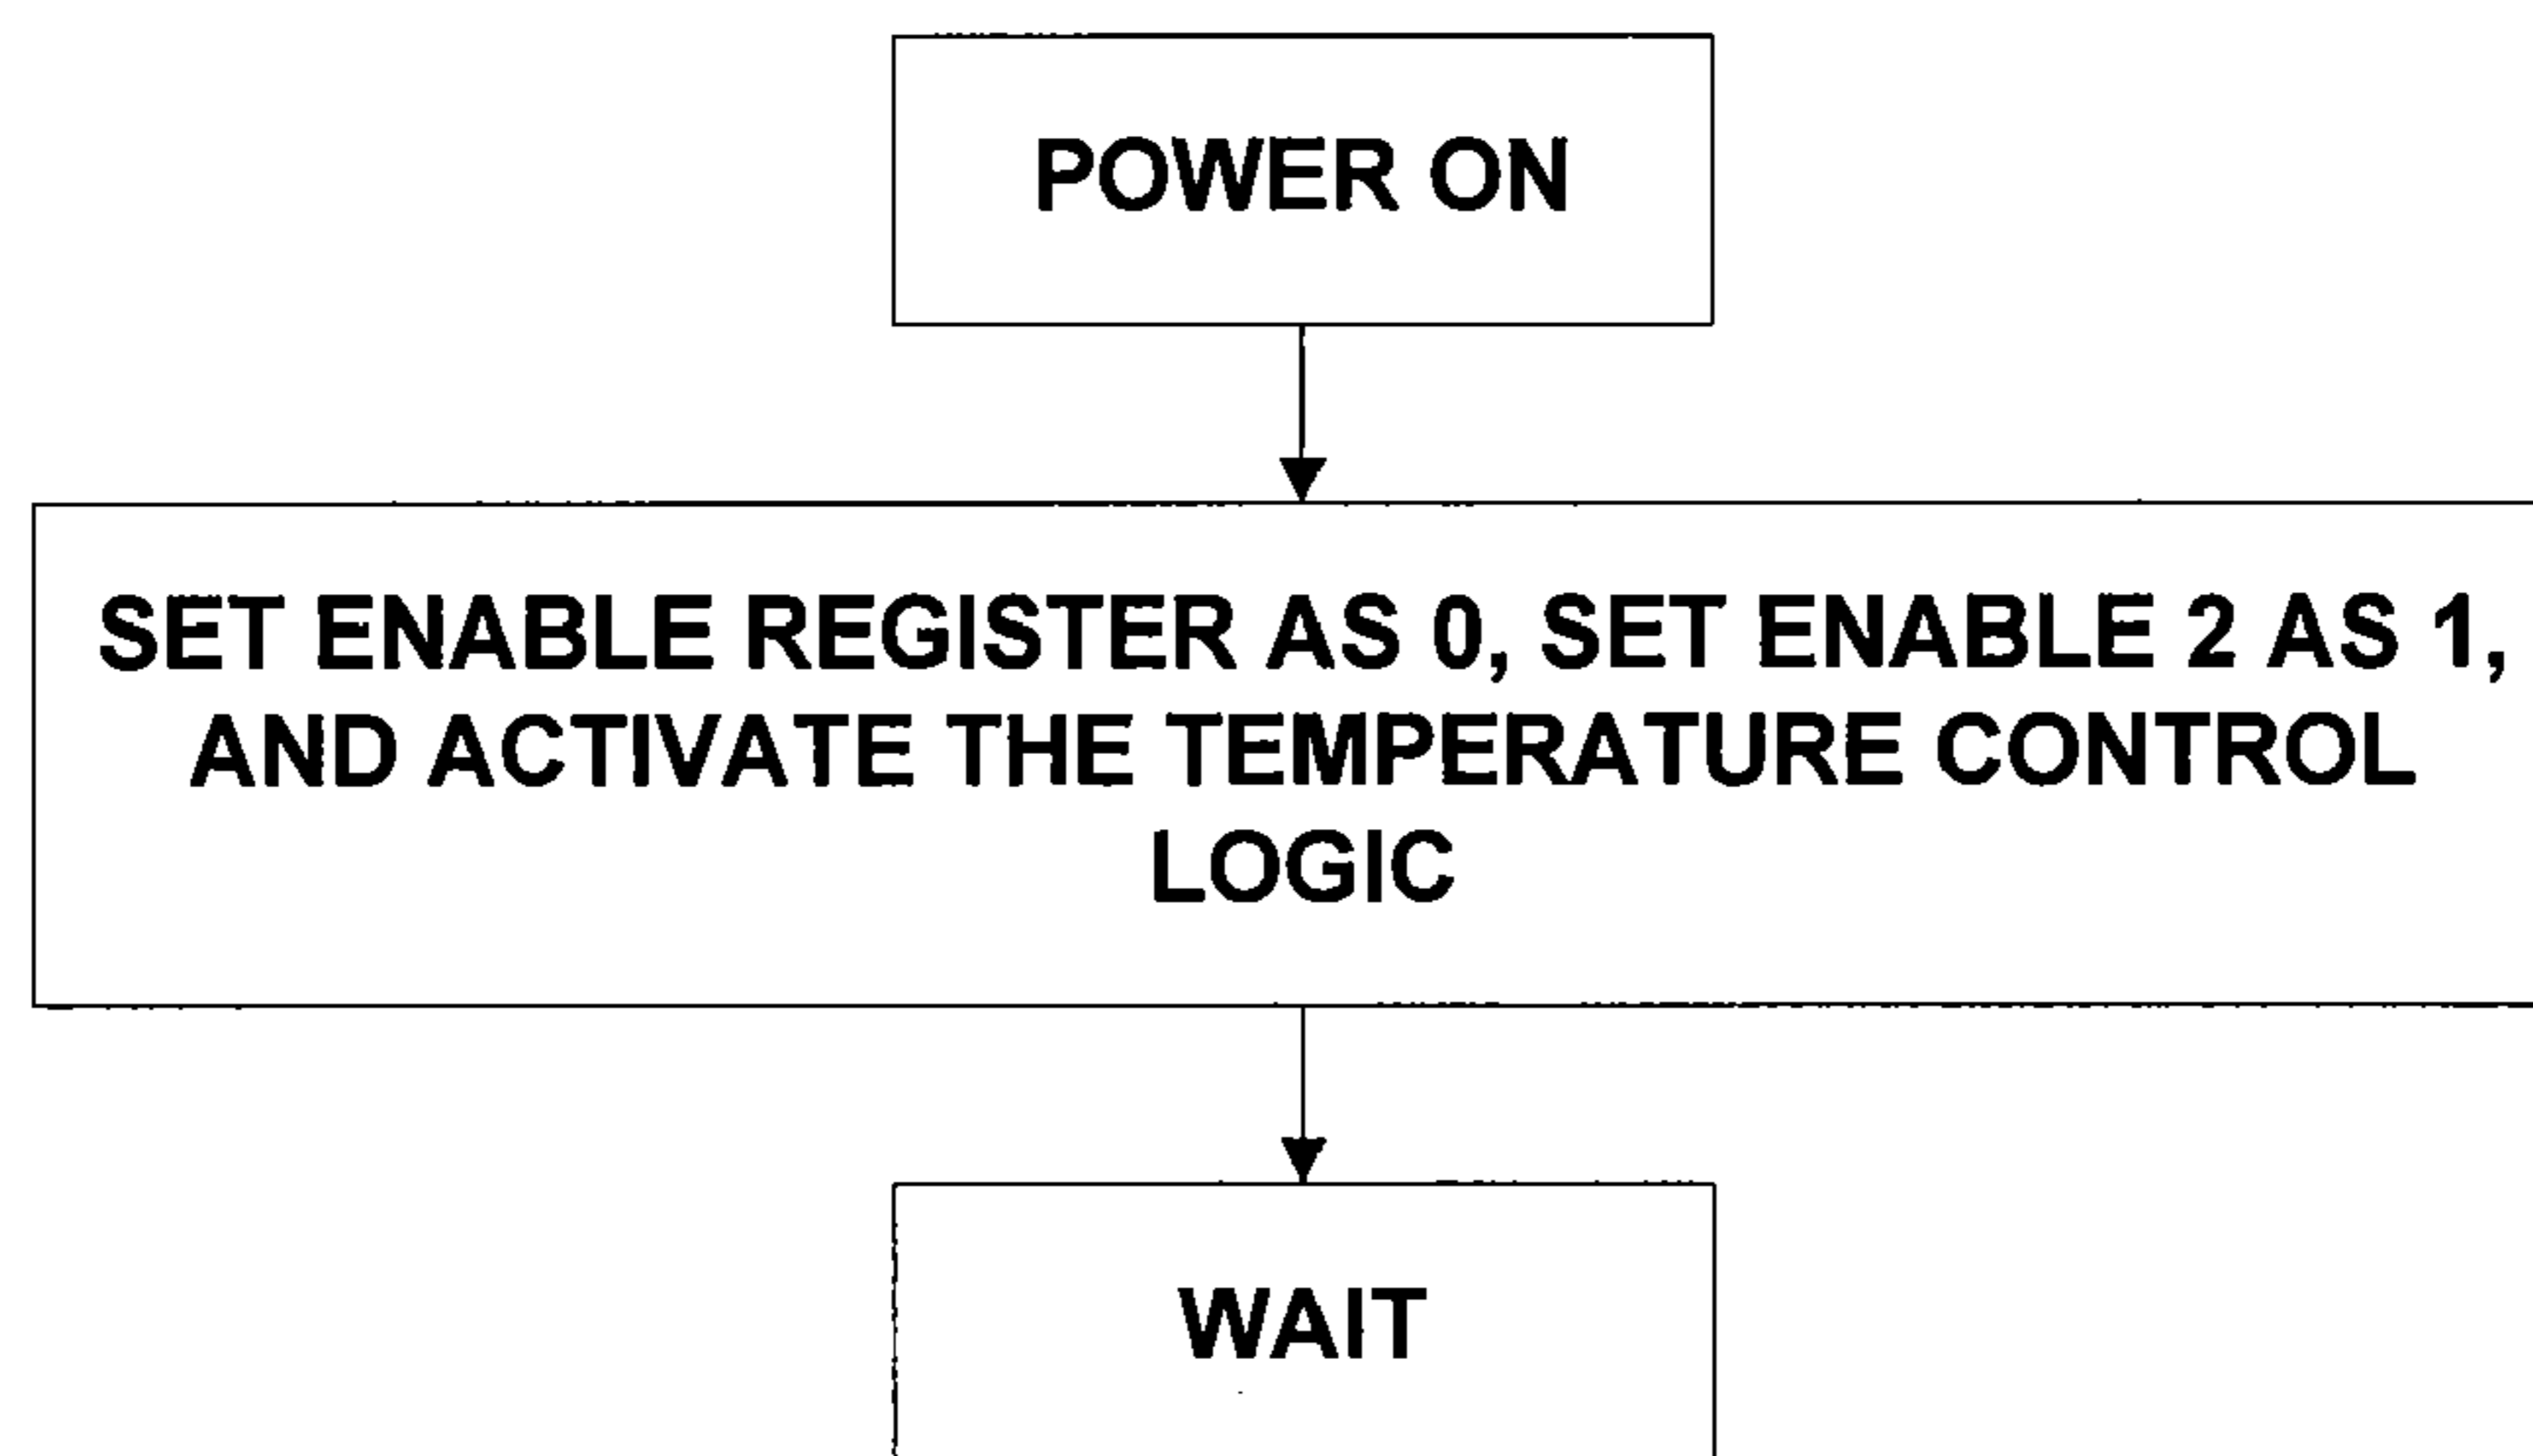 POWER ON
SET ENABLE REGISTER AS 0, SET ENABLE 2 AS 1,
AND ACTIVATE THE TEMPERATURE CONTROL
LOGIC
WAIT